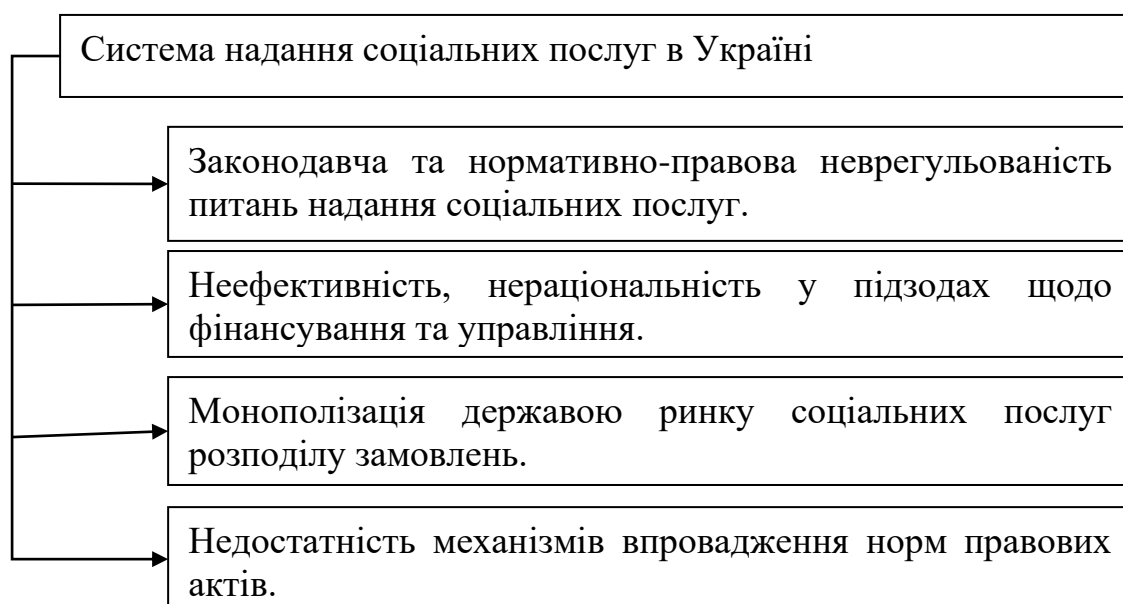 Система надання соціальних послуг в Україні
Законодавча та нормативно-правова неврегульованість
питань надання соціальних послуг.
Неефективність, нераціональність у підзодах щодо
фінансування та управління.
Монополізація державою ринку соціальних послуг
розподілу замовлень.
Недостатність механізмів впровадження норм правових
актів.